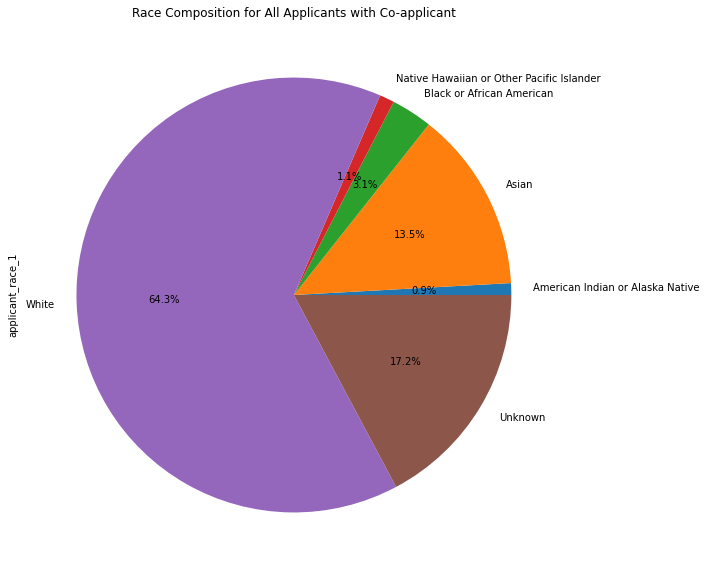 Race Composition for All Applicants with Co-applicant
Native Hawaiian or Other Pacific Islander
Black or African American
1.1%
3.1%
Asian
13.5%
0.9%
American Indian or Alaska Native
applicant_race_1
White
64.3%
17.2%
Unknown